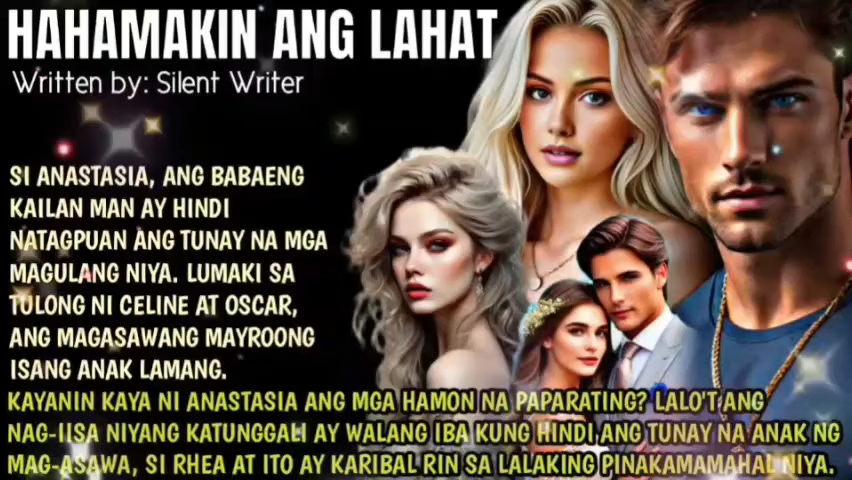 HAHAMAKIN ANG LAHAT
Written by: Silent Writer
SI ANASTASIA, ANG BABAENG
KAILAN MAN AY HINDI
NATAGPUAN ANG TUNAY NA MGA
MAGULANG NIYA. LUMAKI SA
TULONG NI CELINE AT OSCAR,
ANG MAGASAWANG MAYROONG
ISANG ANAK LAMANG.
KAYANIN KAYA NI ANASTASIA ANG MGA HAMON NA PAPARATING? LALO'T ANG
NAG-IISA NIYANG KATUNGGALI AY WALANG IBA KUNG HINDI ANG TUNAY NA ANAK NG
MAG-ASAWA, SI RHEA AT ITO AY KARIBAL RIN SA LALAKING PINAKAMAMAHAL NIYA.